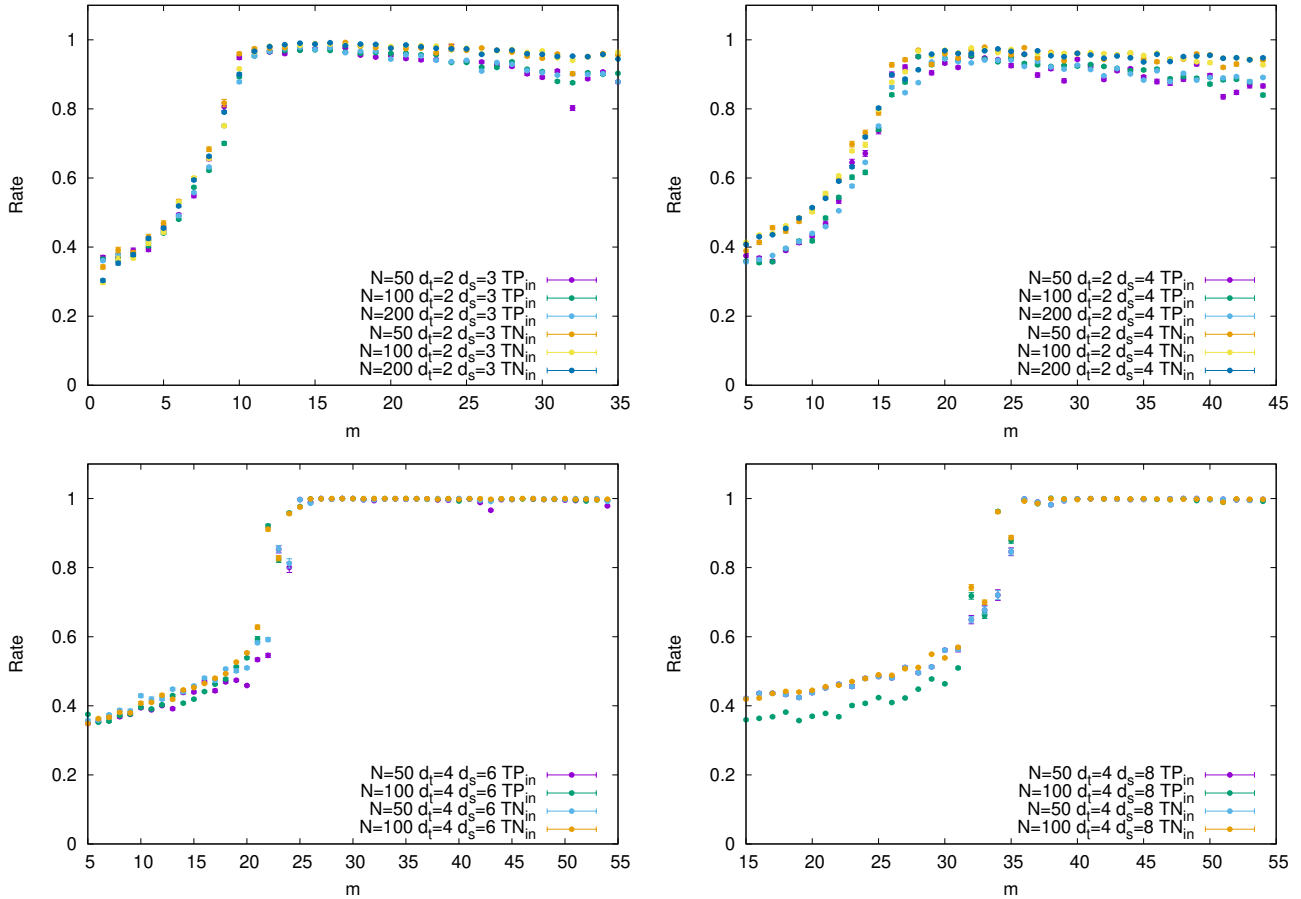 1
0.8
0.6
0.4
0.2
0
Rate
N=50 d_t=2 d_s=3 TP_in
N=100 d_t=2 d_s=3 TP_in
N=200 d_t=2 d_s=3 TP_in
N=50 d_t=2 d_s=3 TN_in
N=100 d_t=2 d_s=3 TN_in
N=200 d_t=2 d_s=3 TN_in
0 5 10 15 20 25 30 35
m
1
0.8
0.6
0.4
0.2
0
Rate
N=50 d_t=2 d_s=4 TP_in
N=100 d_t=2 d_s=4 TP_in
N=200 d_t=2 d_s=4 TP_in
N=50 d_t=2 d_s=4 TN_in
N=100 d_t=2 d_s=4 TN_in
N=200 d_t=2 d_s=4 TN_in
5 10 15 20 25 30 35 40 45
m
1
0.8
0.6
0.4
0.2
0
Rate
N=50 d_t=4 d_s=6 TP_in
N=100 d_t=4 d_s=6 TP_in
N=50 d_t=4 d_s=6 TN_in
N=100 d_t=4 d_s=6 TN_in
5 10 15 20 25 30 35 40 45 50 55
m
1
0.8
0.6
0.4
0.2
0
Rate
N=50 d_t=4 d_s=8 TP_in
N=100 d_t=4 d_s=8 TP_in
N=50 d_t=4 d_s=8 TN_in
N=100 d_t=4 d_s=8 TN_in
15 20 25 30 35 40 45 50 55
m